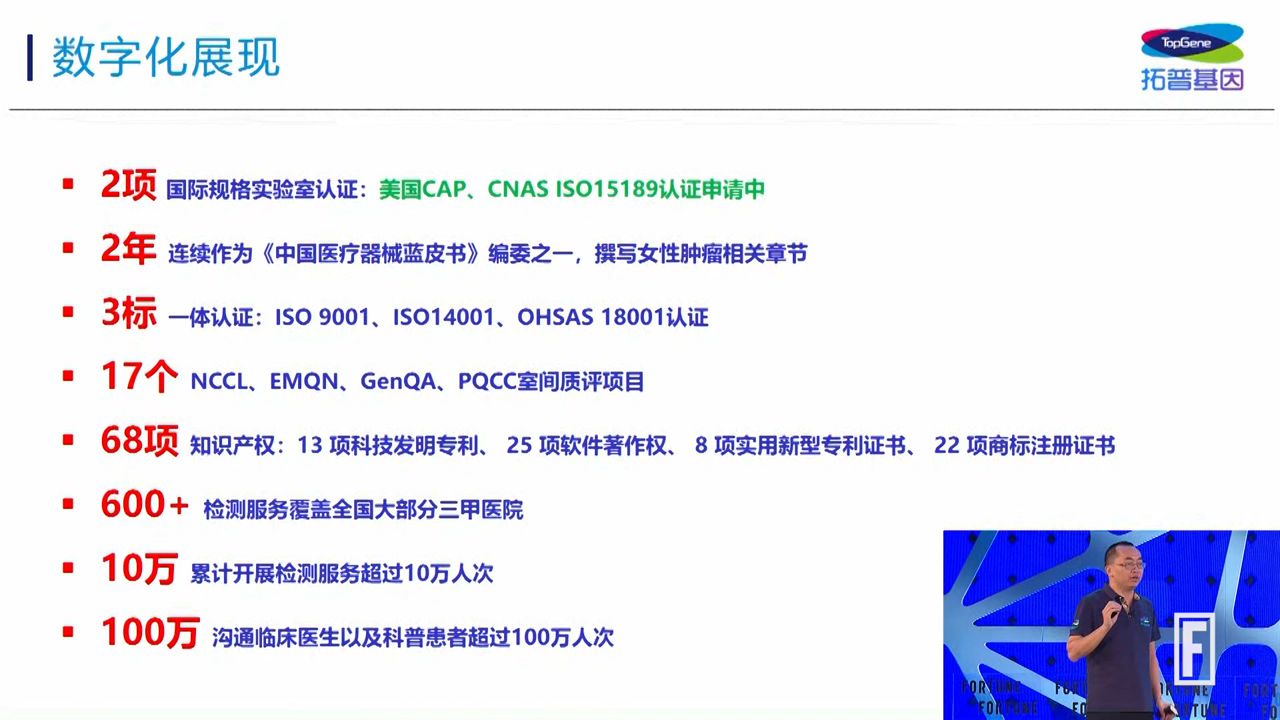 数字化展现
TopGene
拓普基因
2项 国际规格实验室认证：美国CAP、CNAS ISO15189认证申请中
2年 连续作为《中国医疗器械蓝皮书》编委之一，撰写女性肿瘤相关章节
3标 一体认证：ISO 9001、ISO14001、OHSAS 18001认证
17个 NCCL、EMQN、GenQA、PQCC室间质评项目
68项 知识产权：13 项科技发明专利、 25 项软件著作权、 8 项实用新型专利证书、 22 项商标注册证书
600+ 检测服务覆盖全国大部分三甲医院
10万 累计开展检测服务超过10万人次
100万 沟通临床医生以及科普患者超过100万人次
F
FORTUNE
FORTUNE